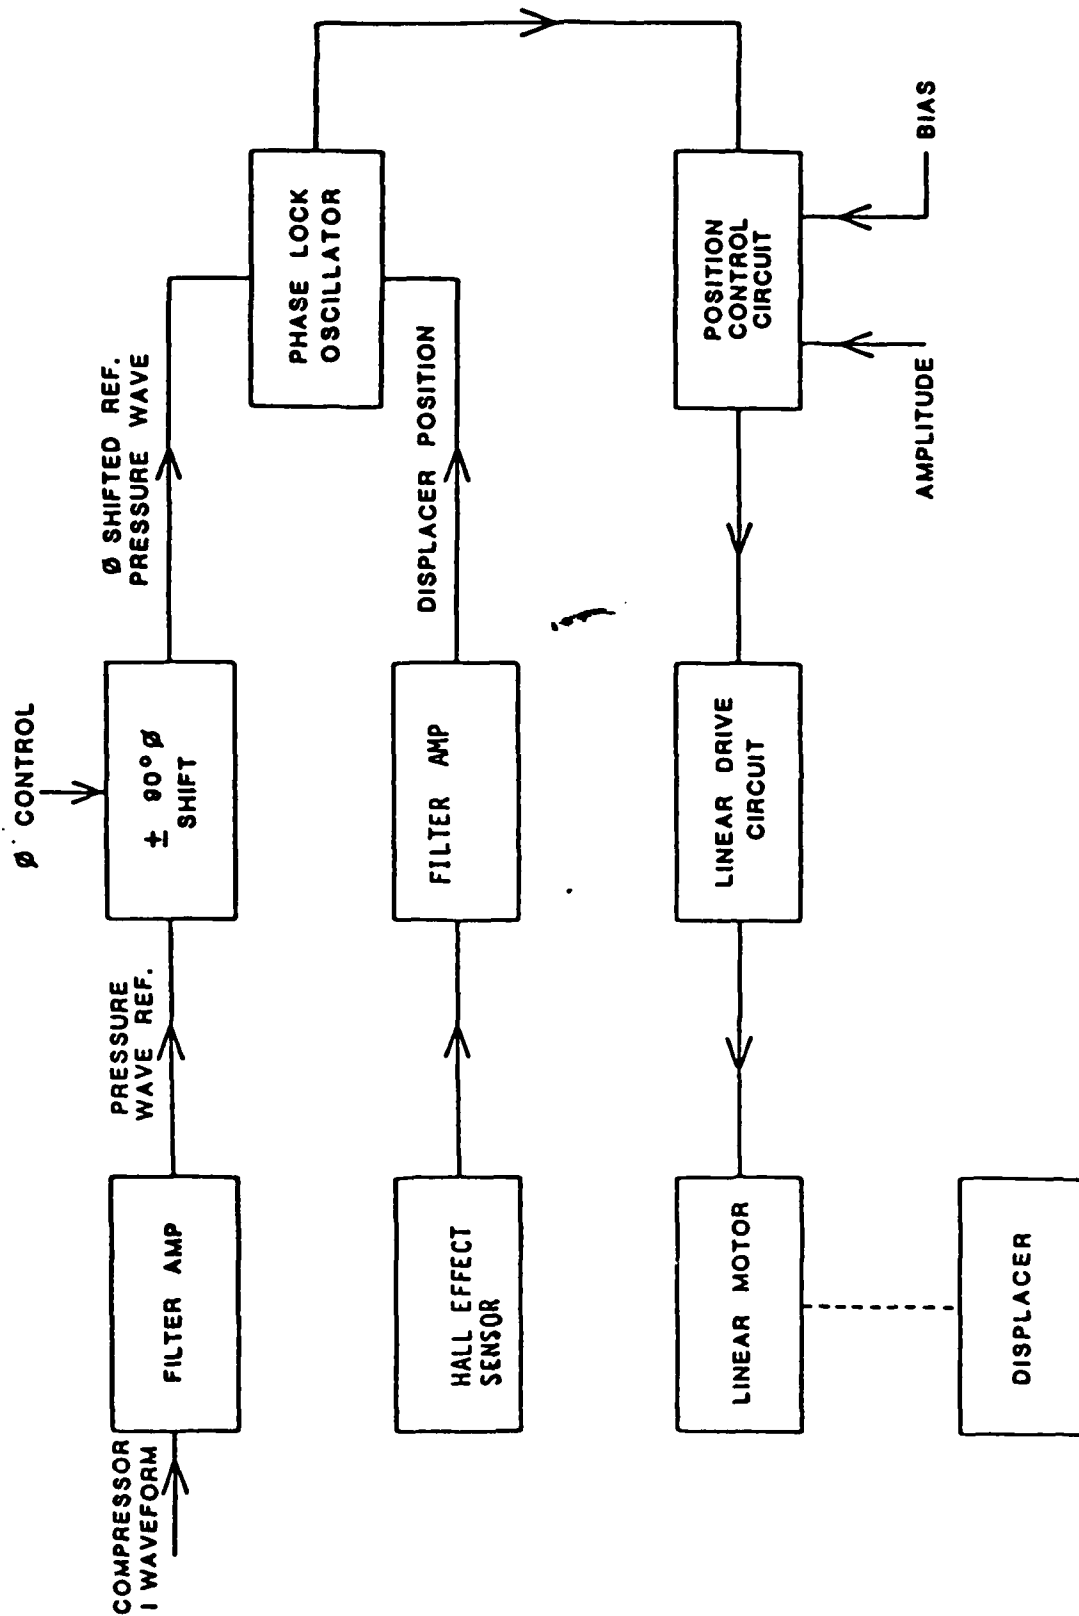 COMPRESSOR
I WAVEFORM
FILTER AMP
PRESSURE
WAVE REF.
Ø CONTROL
± 90° Ø
SHIFT
Ø SHIFTED REF.
PRESSURE WAVE
PHASE LOCK
OSCILLATOR
HALL EFFECT
SENSOR
FILTER AMP
DISPLACER POSITION
LINEAR MOTOR
LINEAR DRIVE
CIRCUIT
POSITION
CONTROL
CIRCUIT
AMPLITUDE
BIAS
DISPLACER